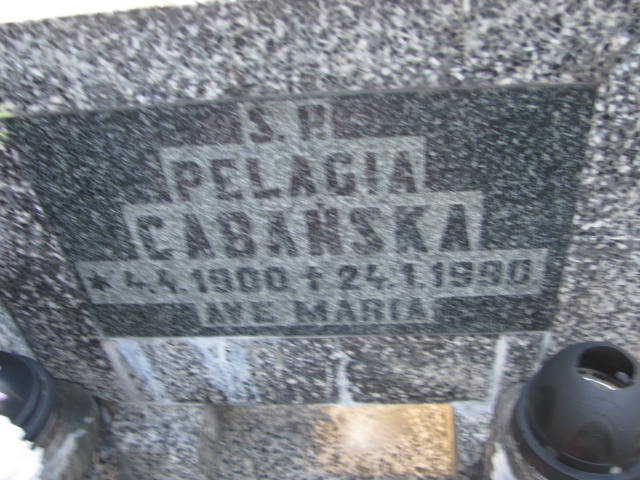 Ś.P.
PELAGIA
CABAŃSKA
* 4.4.1900 † 24.1.1990
AVE MARIA